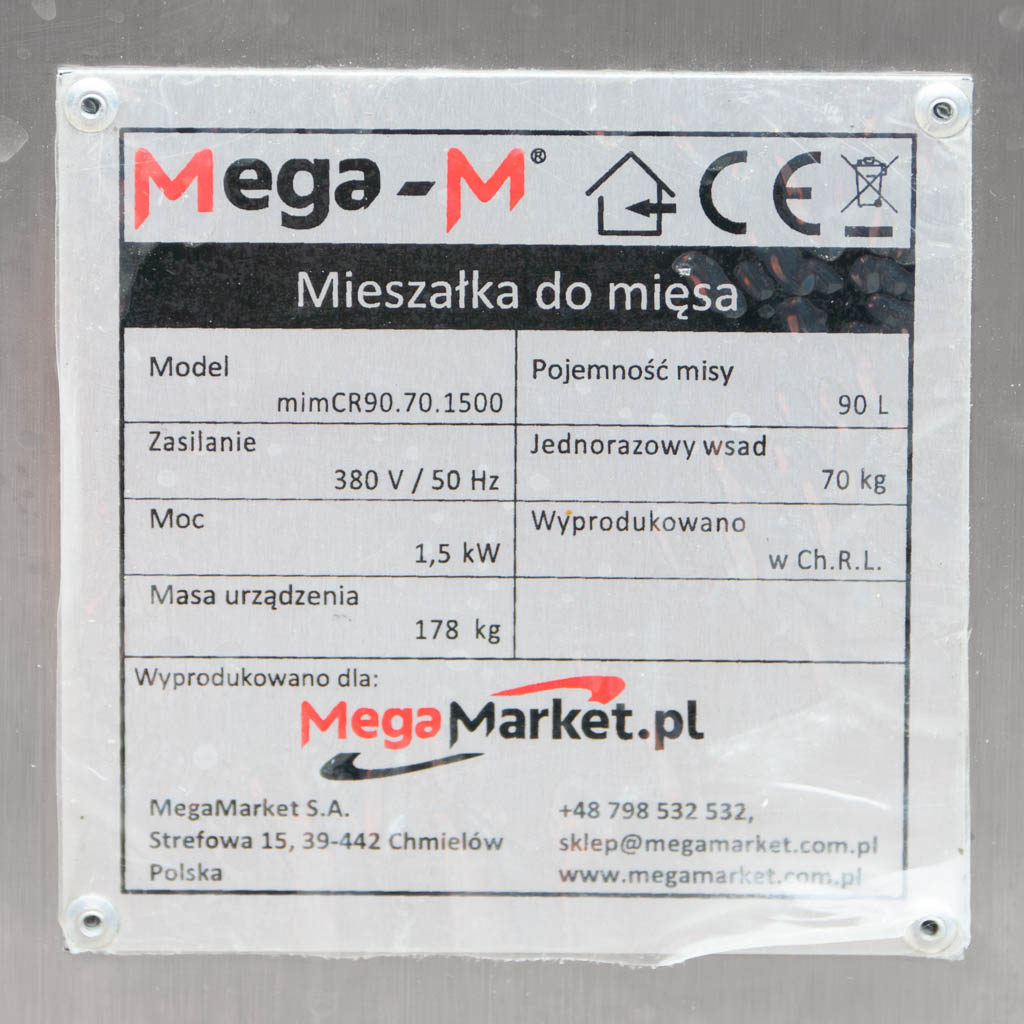 Mega-M®
CE
Mieszałka do mięsa
Model
mimCR90.70.1500
Pojemność misy
90 L
Zasilanie
380 V / 50 Hz
Jednorazowy wsad
70 kg
Moc
1,5 kW
Wyprodukowano
w Ch.R.L.
Masa urządzenia
178 kg
Wyprodukowano dla:
MegaMarket.pl
MegaMarket S.A.
Strefowa 15, 39-442 Chmielów
Polska
+48 798 532 532,
sklep@megamarket.com.pl
www.megamarket.com.pl